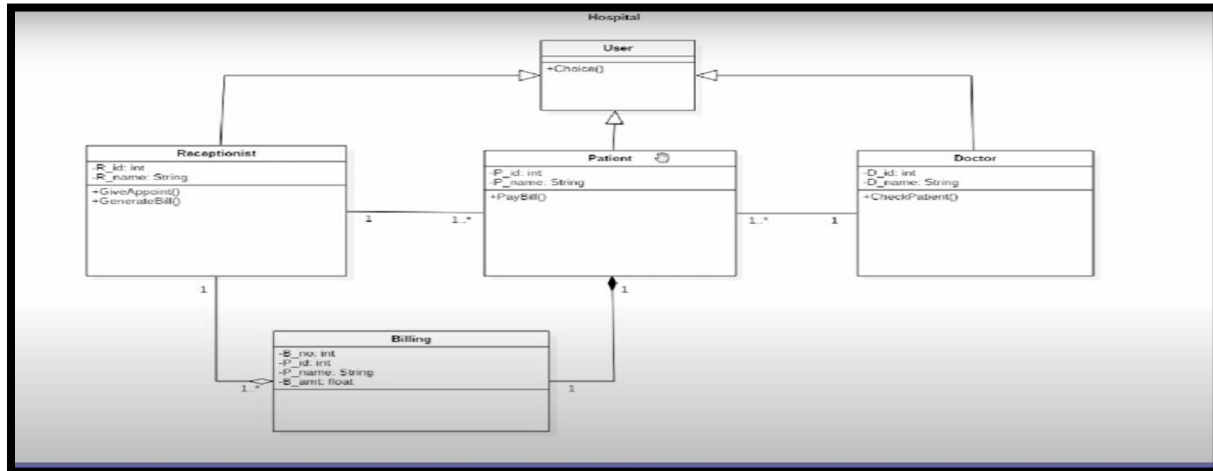 Hospital
User
+Choice()
Receptionist
-R_id: int
-R_name: String
+GiveAppoint()
+GenerateBill()
Patient
-P_id: int
-P_name: String
+PayBill()
Doctor
-D_id: int
-D_name: String
+CheckPatient()
1
1..*
1..*
1
1
1
Billing
-B_no: int
-P_id: int
-P_name: String
-B_amt: float
1..*
1